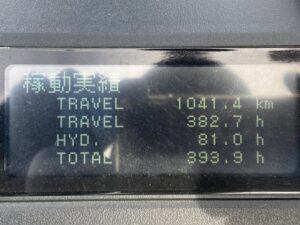 稼動実績
TRAVEL 1041.4 km
TRAVEL 382.7 h
HYD. 81.0 h
TOTAL 393.9 h